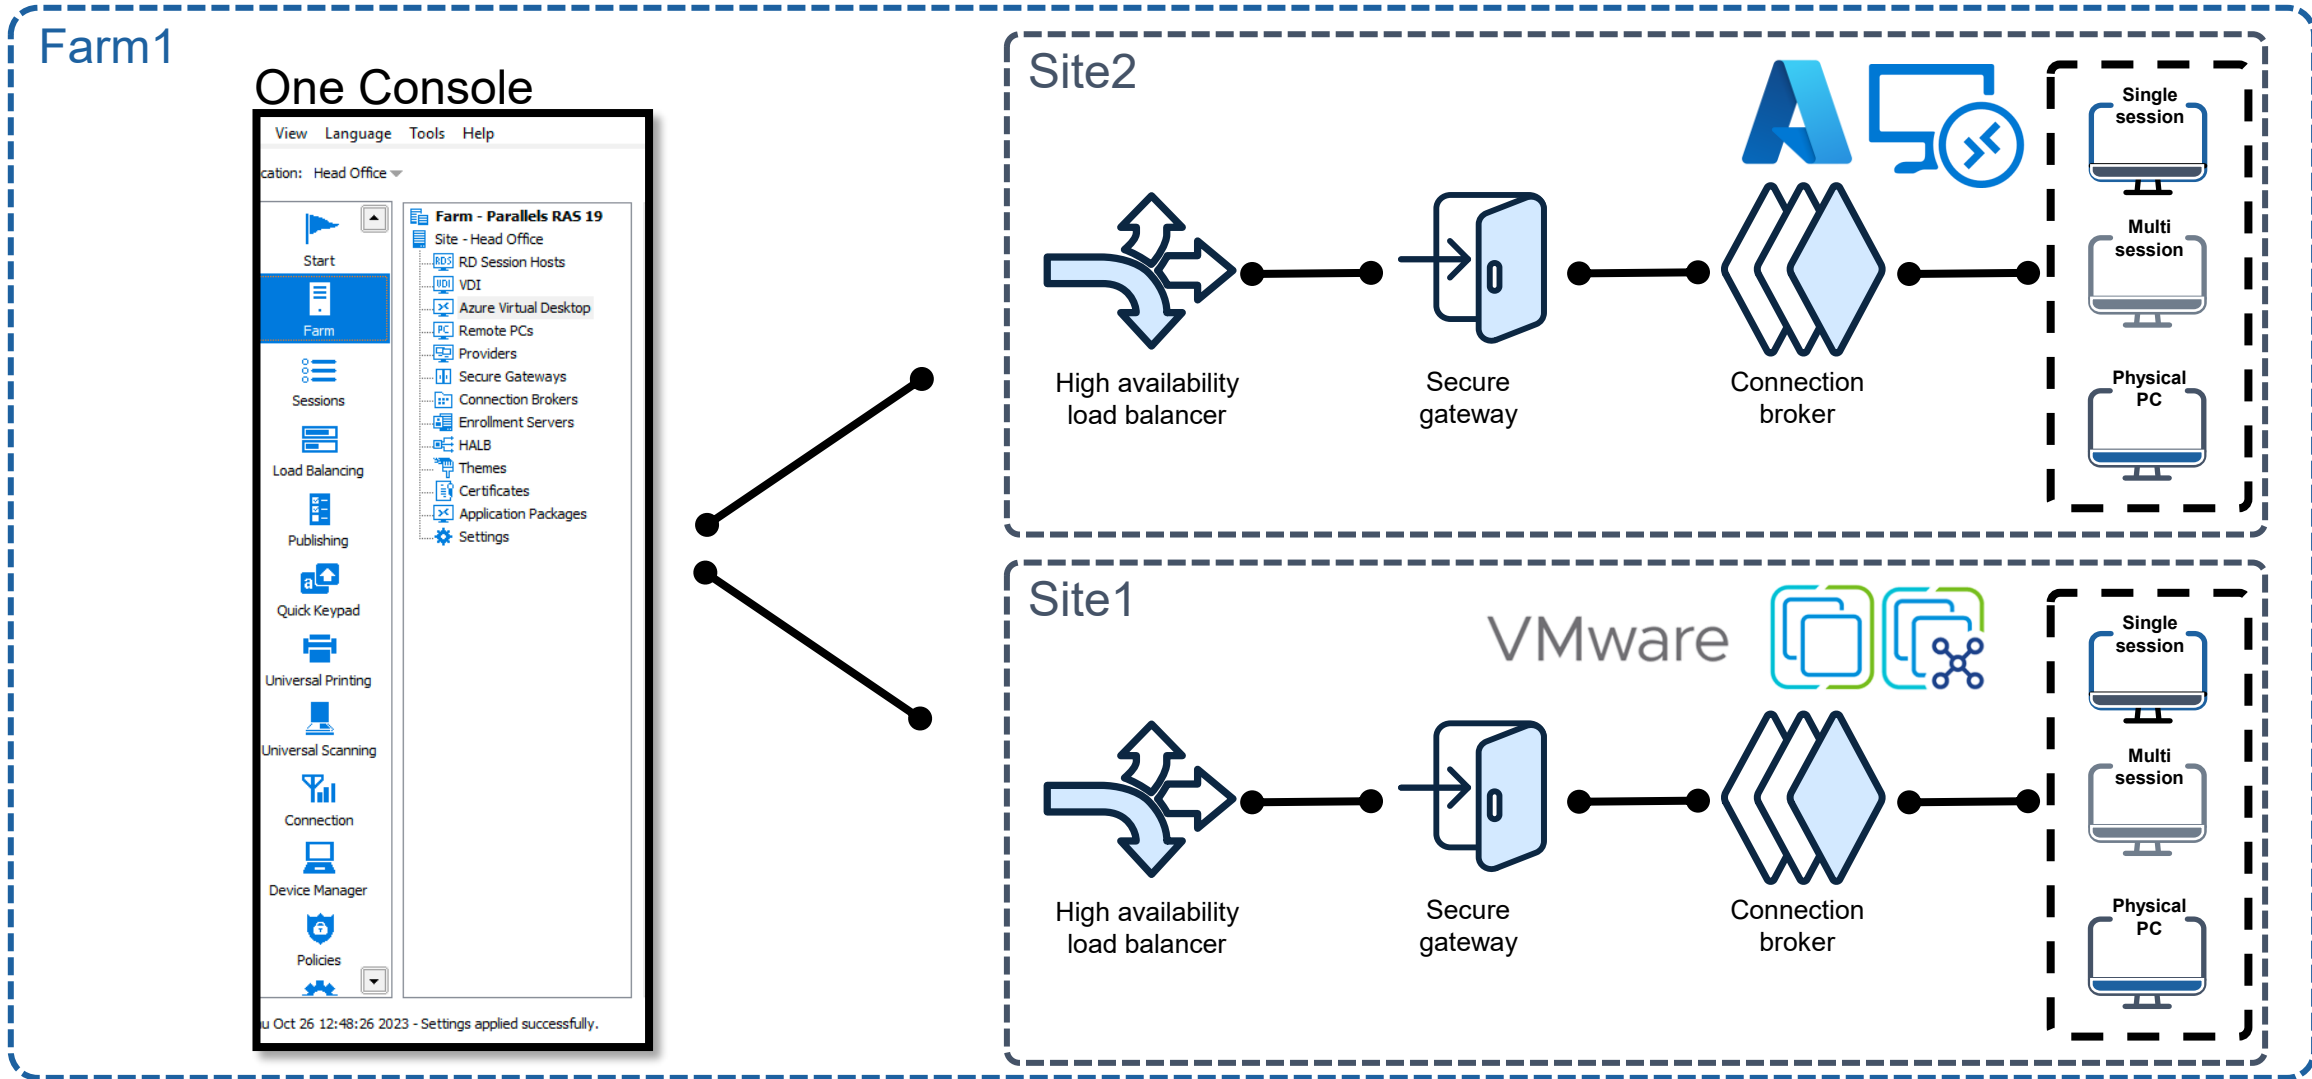 Farm1
One Console
View Language Tools Help
cation: Head Office
Start
Farm
Sessions
Load Balancing
Publishing
Quick Keypad
Universal Printing
Universal Scanning
Connection
Device Manager
Policies
Farm - Parallels RAS 19
Site - Head Office
RDS RD Session Hosts
VDI VDI
Azure Virtual Desktop
PC Remote PCs
Providers
Secure Gateways
Connection Brokers
Enrollment Servers
HALB
Themes
Certificates
Application Packages
Settings
u Oct 26 12:48:26 2023 - Settings applied successfully.
Site2
High availability
load balancer
Secure
gateway
Connection
broker
Single
session
Multi
session
Physical
PC
Site1
VMware
High availability
load balancer
Secure
gateway
Connection
broker
Single
session
Multi
session
Physical
PC